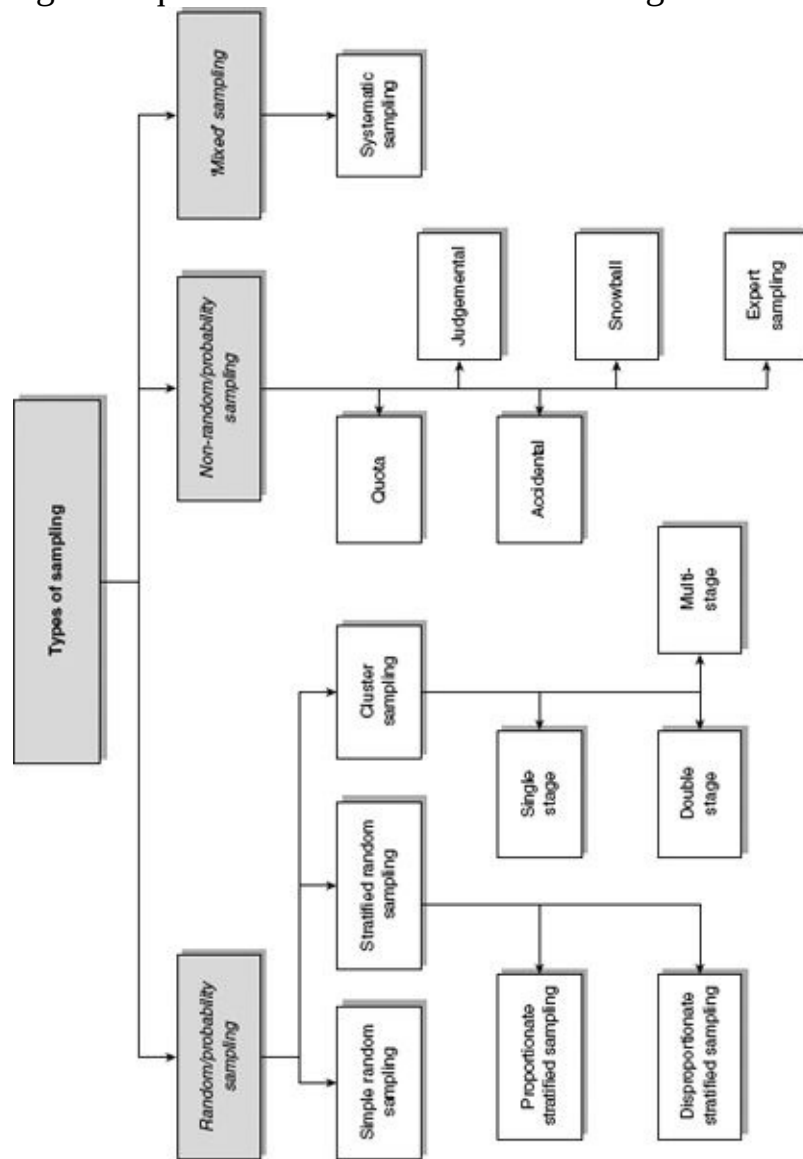 Types of sampling
Random/probability
sampling
Non-random/probability
sampling
'Mixed' sampling
Simple random
sampling
Stratified random
sampling
Cluster
sampling
Quota
Judgemental
Systematic
sampling
Proportionate
stratified sampling
Single
stage
Accidental
Snowball
Disproportionate
stratified sampling
Double
stage
Multi-
stage
Expert
sampling